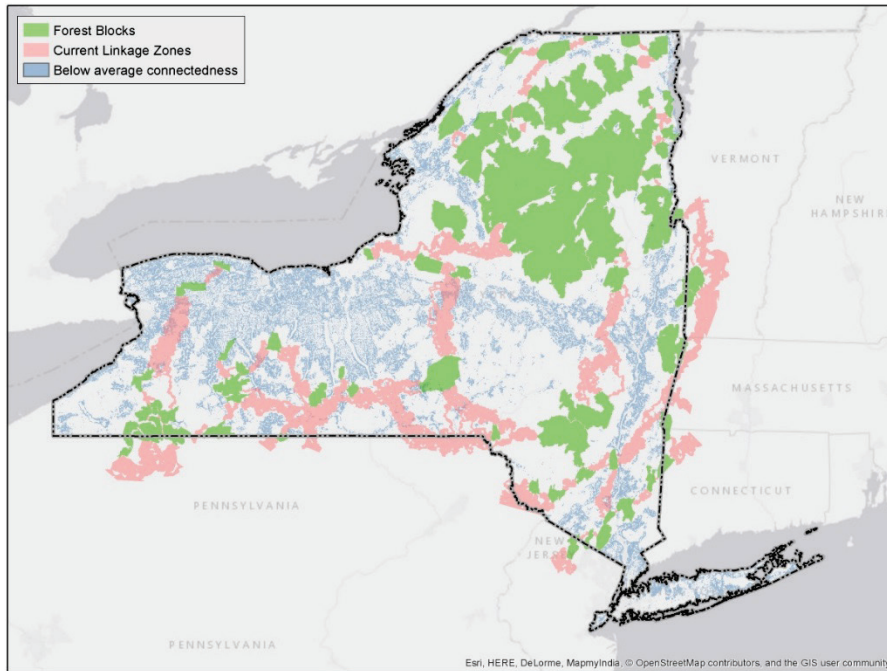 Forest Blocks
Current Linkage Zones
Below average connectedness
VERMONT
NEW
HAMPSHIRE
MASSACHUSETTS
CONNECTICUT
PENNSYLVANIA
NEW
PENNSYLVANIA
Esri, HERE, DeLorme, MapmyIndia, © OpenStreetMap contributors, and the GIS user community